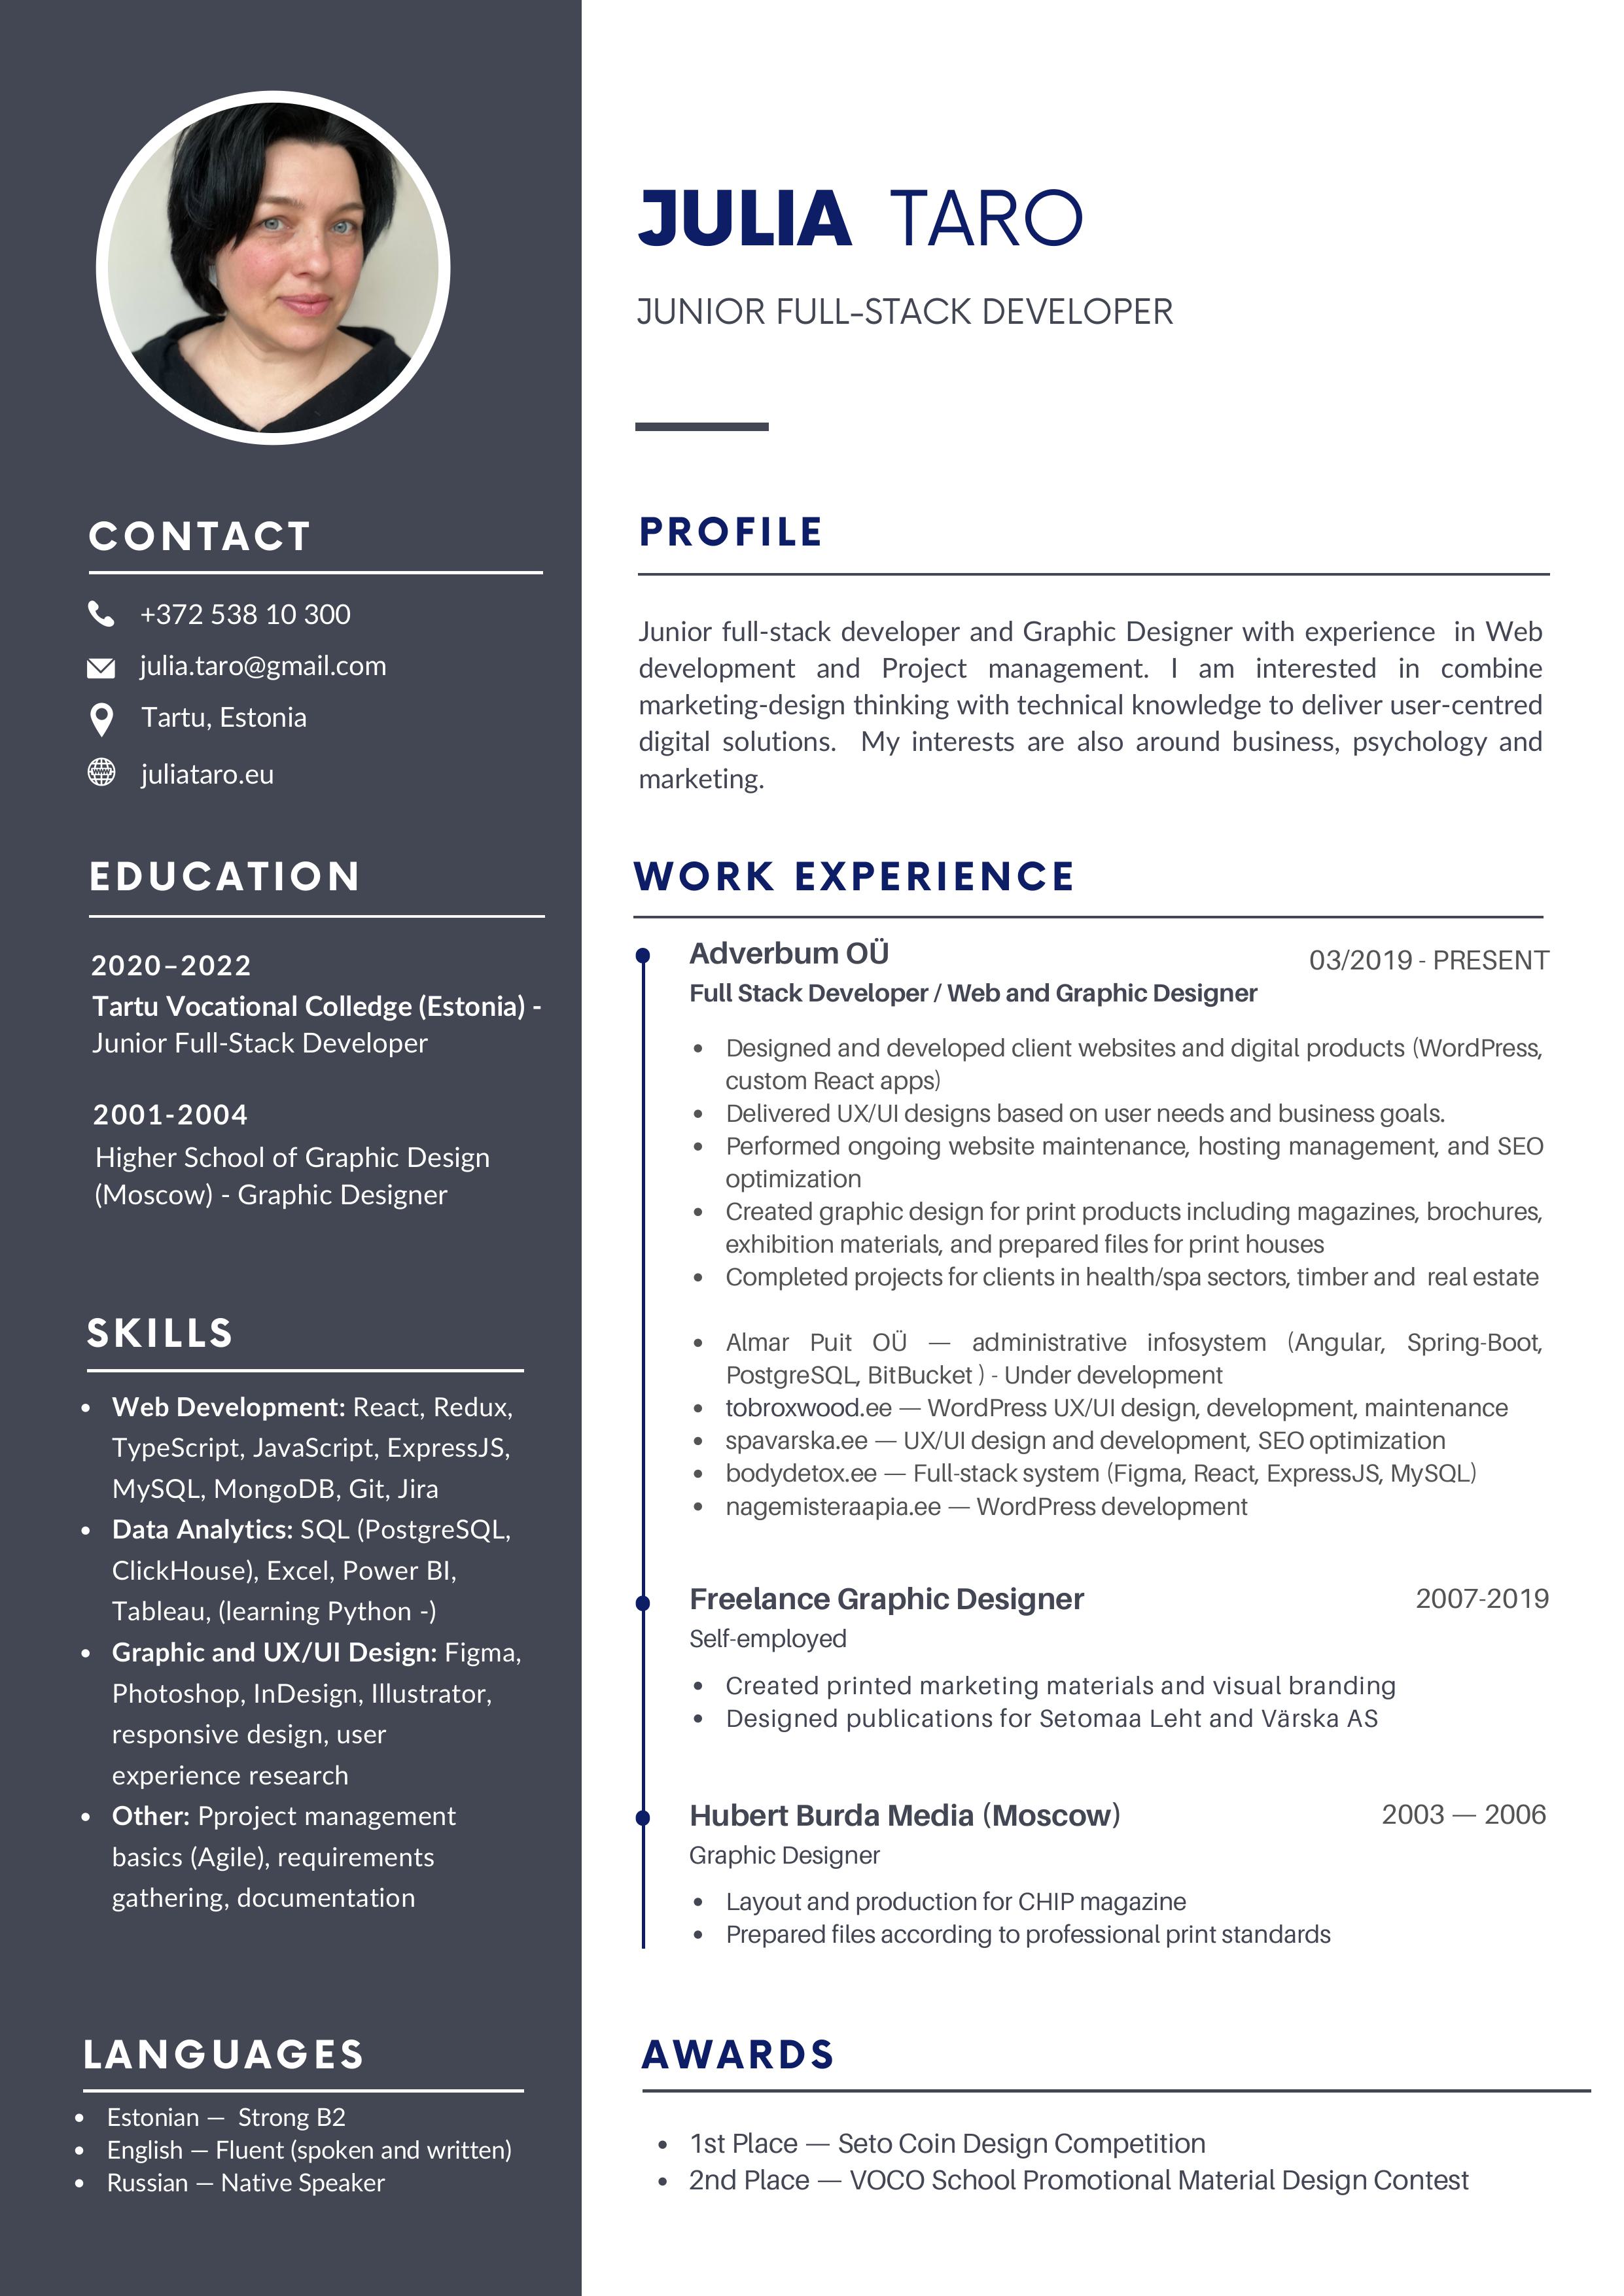 JULIA TARO
JUNIOR FULL-STACK DEVELOPER
CONTACT
+372 538 10 300
julia.taro@gmail.com
Tartu, Estonia
juliataro.eu
EDUCATION
2020–2022
Tartu Vocational Colledge (Estonia) -
Junior Full-Stack Developer
2001-2004
Higher School of Graphic Design
(Moscow) - Graphic Designer
SKILLS
• Web Development: React, Redux,
TypeScript, JavaScript, ExpressJS,
MySQL, MongoDB, Git, Jira
• Data Analytics: SQL (PostgreSQL,
ClickHouse), Excel, Power BI,
Tableau, (learning Python -)
• Graphic and UX/UI Design: Figma,
Photoshop, InDesign, Illustrator,
responsive design, user
experience research
• Other: Pproject management
basics (Agile), requirements
gathering, documentation
LANGUAGES
• Estonian — Strong B2
• English — Fluent (spoken and written)
• Russian — Native Speaker
PROFILE
Junior full-stack developer and Graphic Designer with experience in Web
development and Project management. I am interested in combine
marketing-design thinking with technical knowledge to deliver user-centred
digital solutions. My interests are also around business, psychology and
marketing.
WORK EXPERIENCE
Adverbum OÜ 03/2019 - PRESENT
Full Stack Developer / Web and Graphic Designer
• Designed and developed client websites and digital products (WordPress,
custom React apps)
• Delivered UX/UI designs based on user needs and business goals.
• Performed ongoing website maintenance, hosting management, and SEO
optimization
• Created graphic design for print products including magazines, brochures,
exhibition materials, and prepared files for print houses
• Completed projects for clients in health/spa sectors, timber and real estate
• Almar Puit OÜ — administrative infosystem (Angular, Spring-Boot,
PostgreSQL, BitBucket ) - Under development
• tobroxwood.ee — WordPress UX/UI design, development, maintenance
• spavarska.ee — UX/UI design and development, SEO optimization
• bodydetox.ee — Full-stack system (Figma, React, ExpressJS, MySQL)
• nagemisteraapia.ee — WordPress development
Freelance Graphic Designer 2007-2019
Self-employed
• Created printed marketing materials and visual branding
• Designed publications for Setomaa Leht and Värska AS
Hubert Burda Media (Moscow) 2003 — 2006
Graphic Designer
• Layout and production for CHIP magazine
• Prepared files according to professional print standards
AWARDS
• 1st Place — Seto Coin Design Competition
• 2nd Place — VOCO School Promotional Material Design Contest